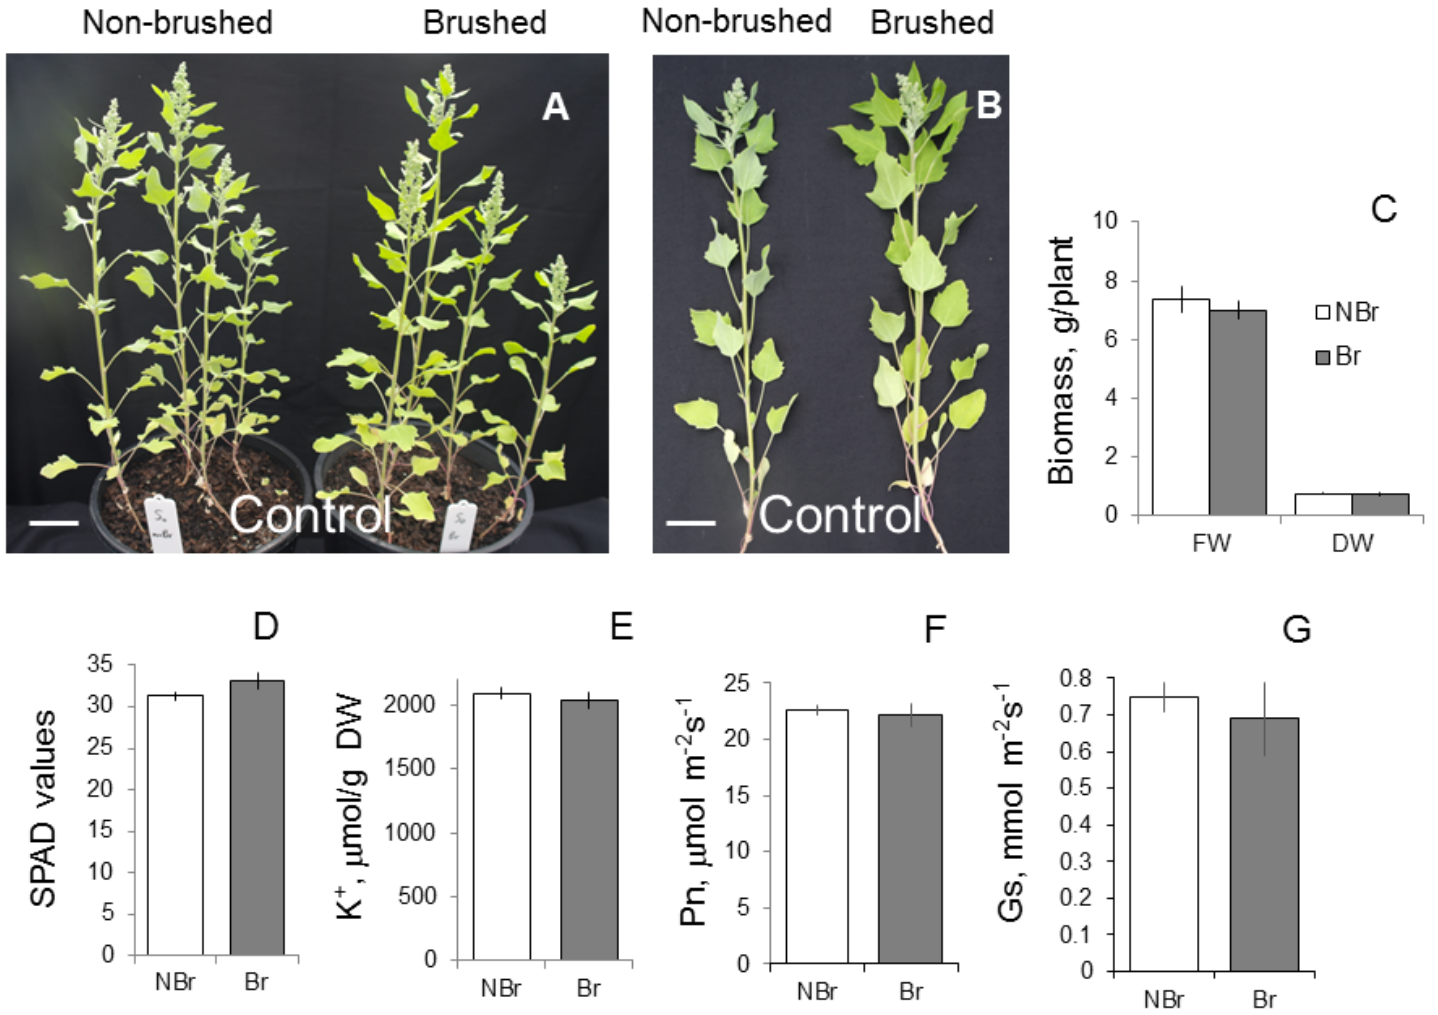 Non-brushed Brushed
A
Control
Non-brushed Brushed
B
Control
C
Biomass, g/plant
10
8
6
4
2
0
FW DW
NBr
Br
D
SPAD values
35
30
25
20
15
10
5
0
NBr Br
E
K⁺, μmol/g DW
2000
1500
1000
500
0
NBr Br
F
Pn, μmol m⁻²s⁻¹
25
20
15
10
5
0
NBr Br
G
Gs, mmol m⁻²s⁻¹
0.8
0.7
0.6
0.5
0.4
0.3
0.2
0.1
0
NBr Br